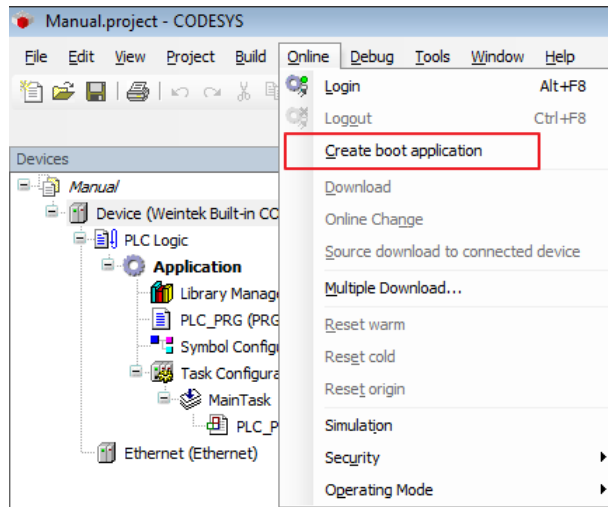 Manual.project - CODESYS
File Edit View Project Build Online Debug Tools Window Help
Login Alt+F8
Logout Ctrl+F8
Create boot application
Download
Online Change
Source download to connected device
Multiple Download...
Reset warm
Reset cold
Reset origin
Simulation
Security
Operating Mode
Devices
Manual
Device (Weintek Built-in CO
PLC Logic
Application
Library Manag
PLC_PRG (PRG
Symbol Config
Task Configura
MainTask
PLC_P
Ethernet (Ethernet)